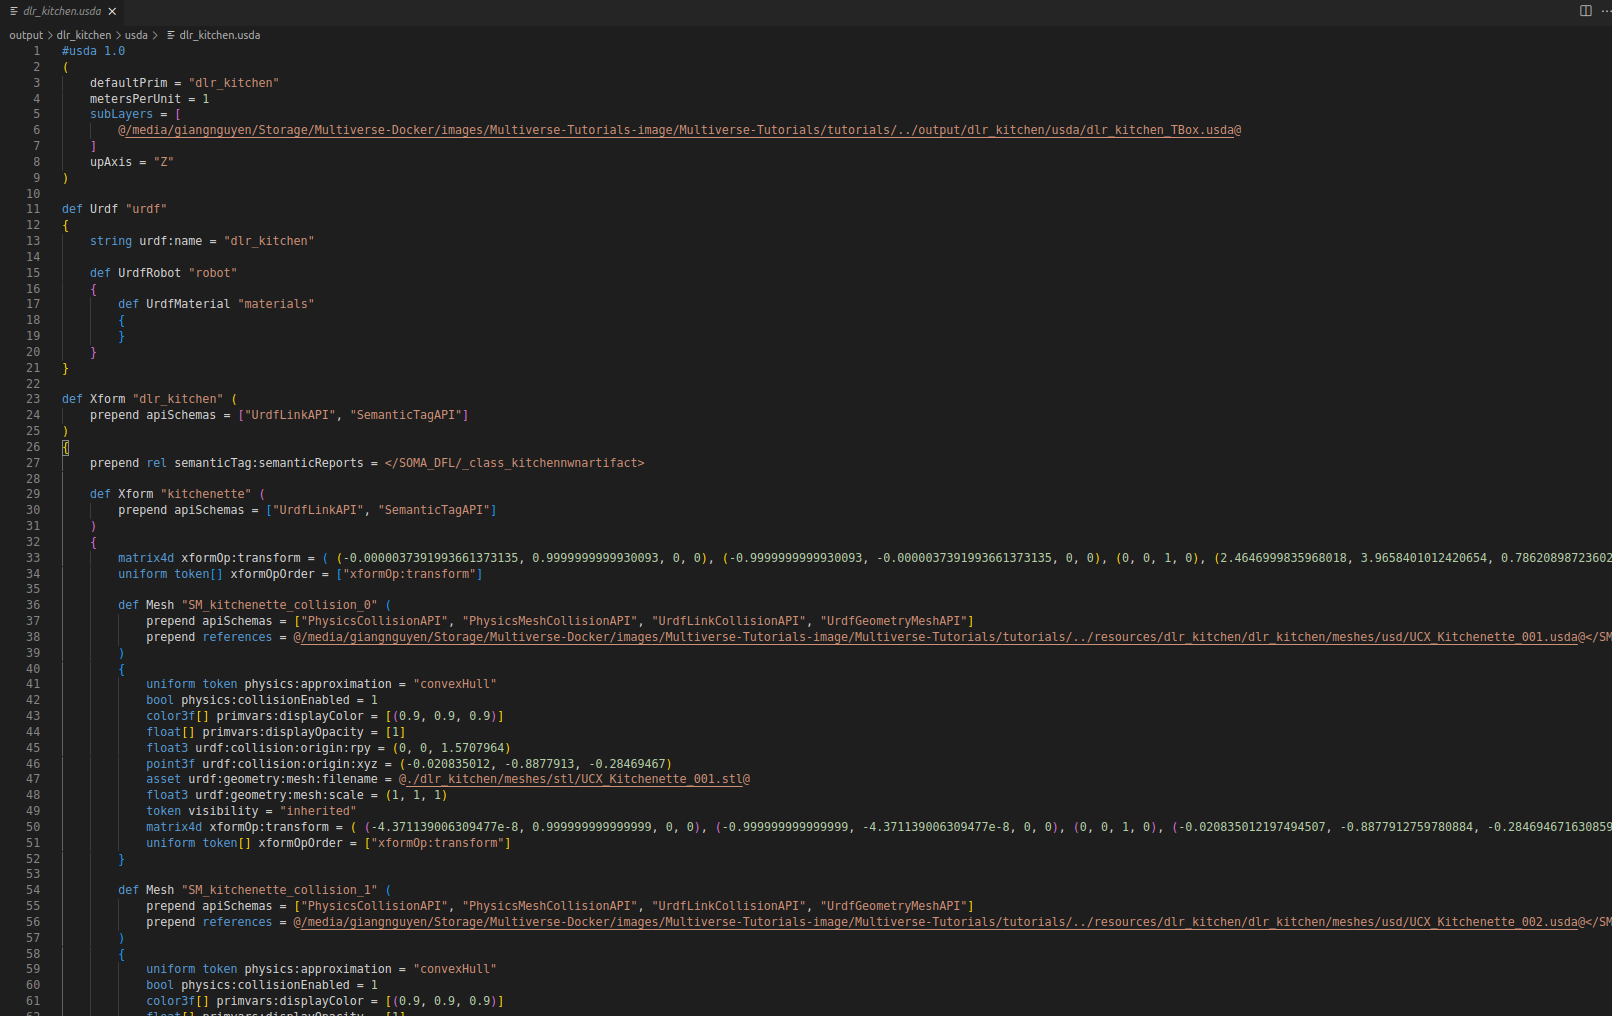 dlr_kitchen.usda
output > dlr_kitchen > usda > dlr_kitchen.usda
1 #usda 1.0
2 (
3     defaultPrim = "dlr_kitchen"
4     metersPerUnit = 1
5     subLayers = [
6         @/media/giangnguyen/Storage/Multiverse-Docker/images/Multiverse-Tutorials-image/Multiverse-Tutorials/tutorials/../output/dlr_kitchen/usda/dlr_kitchen_TBox.usda@
7     ]
8     upAxis = "Z"
9 )
10
11 def Urdf "urdf"
12 {
13     string urdf:name = "dlr_kitchen"
14
15     def UrdfRobot "robot"
16     {
17         def UrdfMaterial "materials"
18         {
19         }
20     }
21 }
22
23 def Xform "dlr_kitchen" (
24     prepend apiSchemas = ["UrdfLinkAPI", "SemanticTagAPI"]
25 )
26 {
27     prepend rel semanticTag:semanticReports = </SOMA_DFL/_class_kitchennwnartifact>
28
29     def Xform "kitchenette" (
30         prepend apiSchemas = ["UrdfLinkAPI", "SemanticTagAPI"]
31     )
32     {
33         matrix4d xformOp:transform = ( (-0.0000037391993661373135, 0.9999999999930093, 0, 0), (-0.9999999999930093, -0.0000037391993661373135, 0, 0), (0, 0, 1, 0), (2.4646999835968018, 3.9658401012420654, 0.78620898723602
34         uniform token[] xformOpOrder = ["xformOp:transform"]
35
36         def Mesh "SM_kitchenette_collision_0" (
37             prepend apiSchemas = ["PhysicsCollisionAPI", "PhysicsMeshCollisionAPI", "UrdfLinkCollisionAPI", "UrdfGeometryMeshAPI"]
38             prepend references = @/media/giangnguyen/Storage/Multiverse-Docker/images/Multiverse-Tutorials-image/Multiverse-Tutorials/tutorials/../resources/dlr_kitchen/dlr_kitchen/meshes/usd/UCX_Kitchenette_001.usda@</SM
39         )
40         {
41             uniform token physics:approximation = "convexHull"
42             bool physics:collisionEnabled = 1
43             color3f[] primvars:displayColor = [(0.9, 0.9, 0.9)]
44             float[] primvars:displayOpacity = [1]
45             float3 urdf:collision:origin:rpy = (0, 0, 1.5707964)
46             point3f urdf:collision:origin:xyz = (-0.020835012, -0.8877913, -0.28469467)
47             asset urdf:geometry:mesh:filename = @./dlr_kitchen/meshes/stl/UCX_Kitchenette_001.stl@
48             float3 urdf:geometry:mesh:scale = (1, 1, 1)
49             token visibility = "inherited"
50             matrix4d xformOp:transform = ( (-4.371139006309477e-8, 0.999999999999999, 0, 0), (-0.999999999999999, -4.371139006309477e-8, 0, 0), (0, 0, 1, 0), (-0.020835012197494507, -0.8877912759780884, -0.284694671630859
51             uniform token[] xformOpOrder = ["xformOp:transform"]
52         }
53
54         def Mesh "SM_kitchenette_collision_1" (
55             prepend apiSchemas = ["PhysicsCollisionAPI", "PhysicsMeshCollisionAPI", "UrdfLinkCollisionAPI", "UrdfGeometryMeshAPI"]
56             prepend references = @/media/giangnguyen/Storage/Multiverse-Docker/images/Multiverse-Tutorials-image/Multiverse-Tutorials/tutorials/../resources/dlr_kitchen/dlr_kitchen/meshes/usd/UCX_Kitchenette_002.usda@</SM
57         )
58         {
59             uniform token physics:approximation = "convexHull"
60             bool physics:collisionEnabled = 1
61             color3f[] primvars:displayColor = [(0.9, 0.9, 0.9)]
62             float[] primvars:displayOpacity = [1]